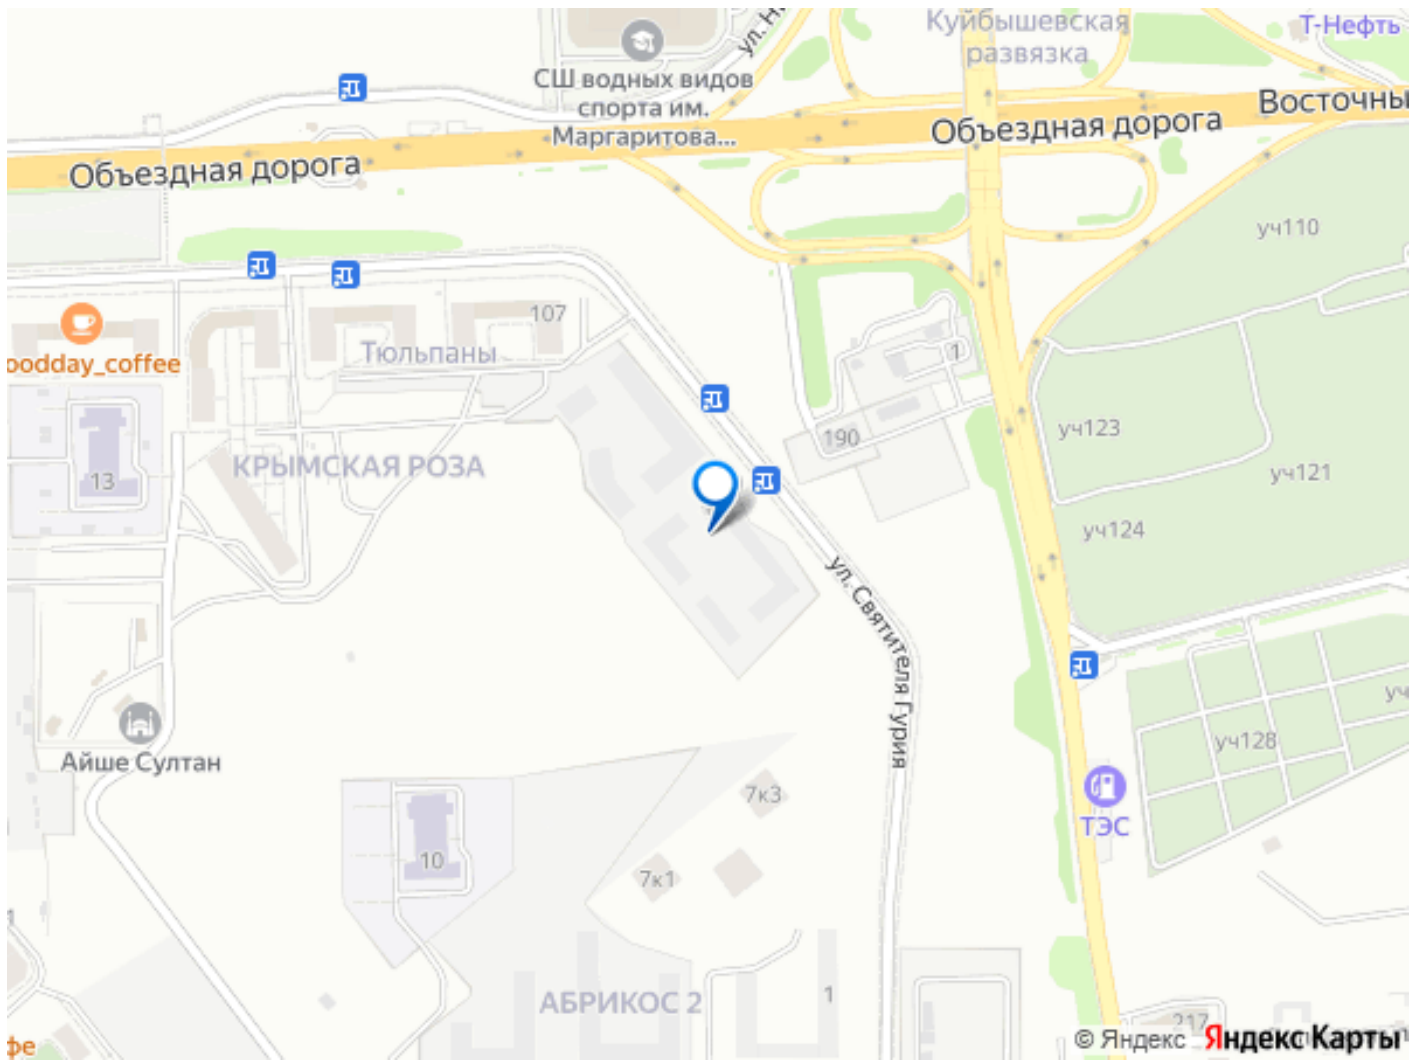 Куйбышевская
развязка
Т-Нефть
СШ водных видов
спорта им.
Маргаритова...
Объездная дорога
Объездная дорога
уч110
107
Тюльпаны
oodday_coffee
1
190
уч123
уч121
уч124
КРЫМСКАЯ РОЗА
13
ул. Святителя Гурия
Айше Султан
уч128
7к3
ТЭС
10
7к1
АБРИКОС 2
1
217
© Яндекс
Яндекс Карты